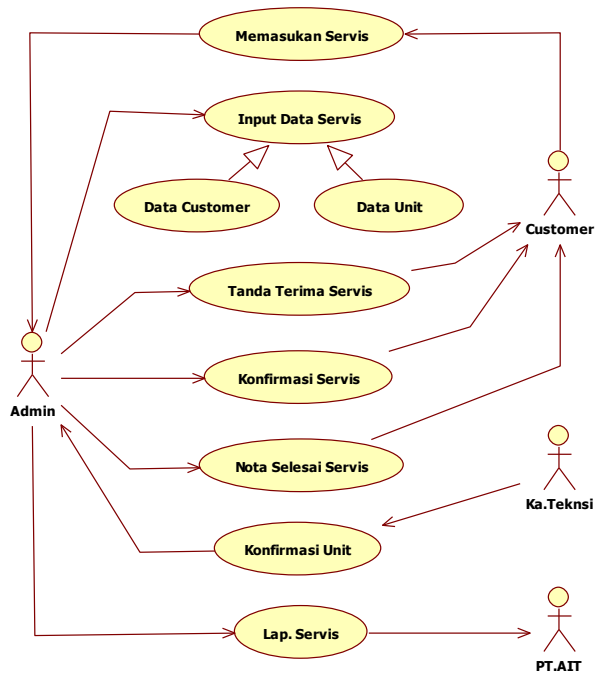 Memasukan Servis
Input Data Servis
Data Customer
Data Unit
Customer
Tanda Terima Servis
Konfirmasi Servis
Admin
Nota Selesai Servis
Ka.Teknsi
Konfirmasi Unit
Lap. Servis
PT.AIT